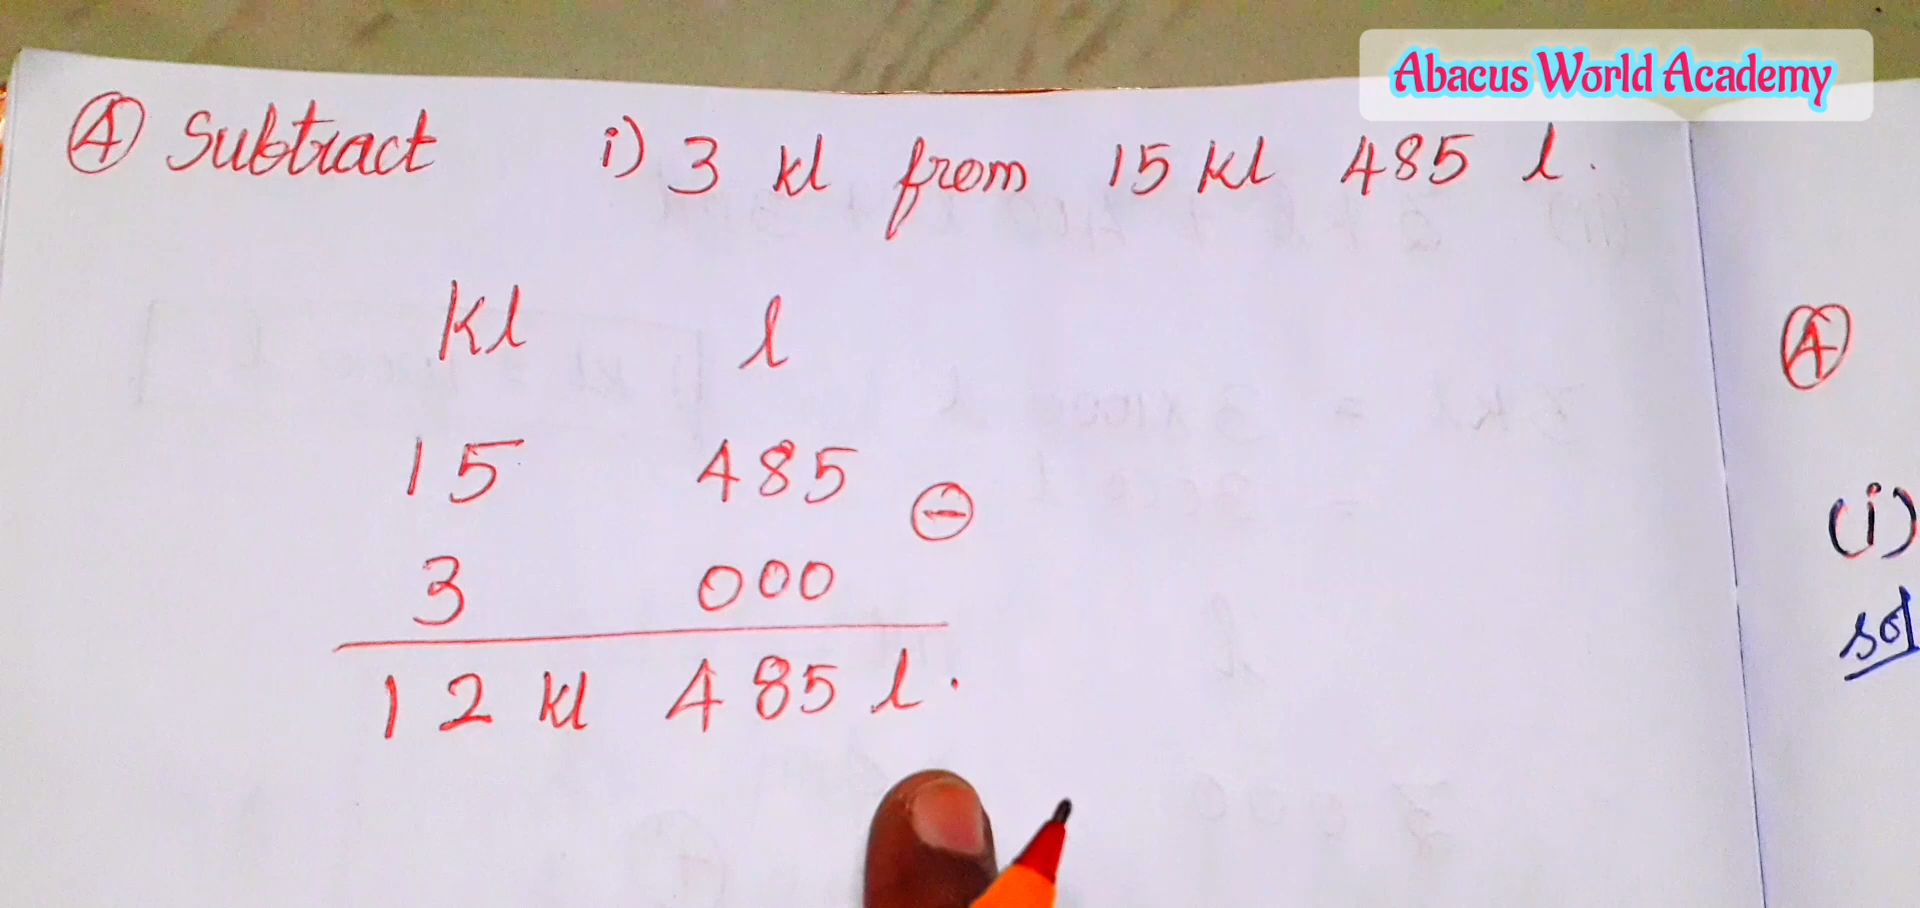 Abacus World Academy
④ Subtract i) 3 kl from 15 kl 485 l.
kl l
15 485 ⊖
3 000
12 kl 485 l.
④
(i)
sol